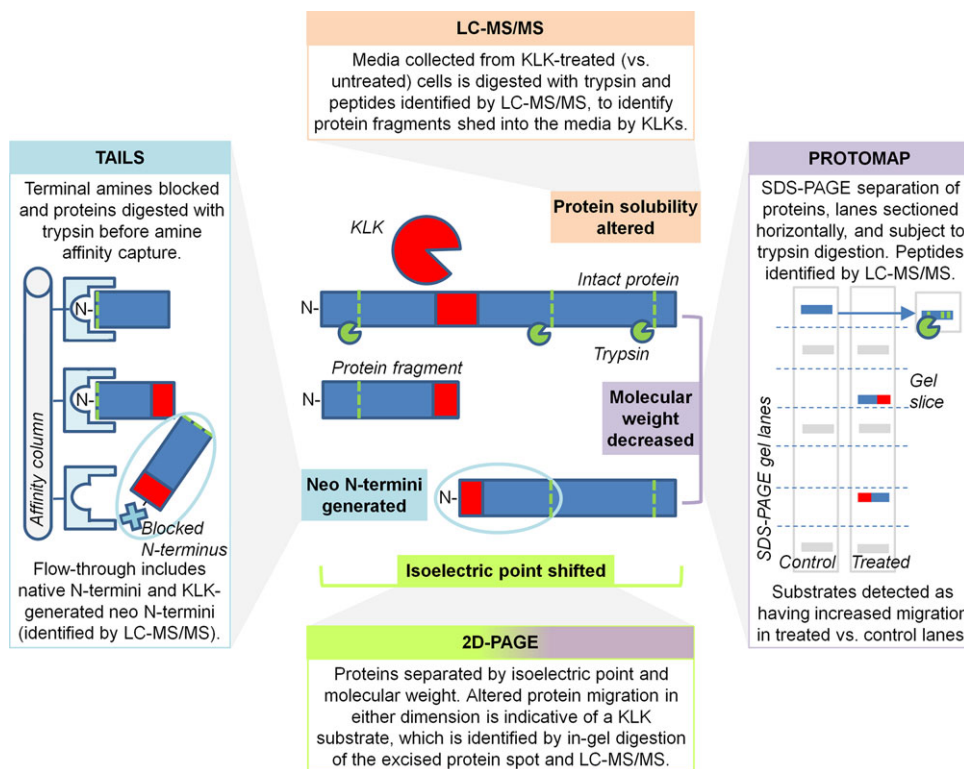 LC-MS/MS
Media collected from KLK-treated (vs.
untreated) cells is digested with trypsin and
peptides identified by LC-MS/MS, to identify
protein fragments shed into the media by KLKs.
TAILS
Terminal amines blocked
and proteins digested with
trypsin before amine
affinity capture.
N-
N-
Affinity column
Blocked
N-terminus
Flow-through includes
native N-termini and KLK-
generated neo N-termini
(identified by LC-MS/MS).
KLK
Protein solubility
altered
Intact protein
N-
Trypsin
Protein fragment
N-
Molecular
weight
decreased
Neo N-termini
generated
N-
Isoelectric point shifted
PROTOMAP
SDS-PAGE separation of
proteins, lanes sectioned
horizontally, and subject to
trypsin digestion. Peptides
identified by LC-MS/MS.
Gel
slice
SDS-PAGE gel lanes
Control Treated
Substrates detected as
having increased migration
in treated vs. control lanes
2D-PAGE
Proteins separated by isoelectric point and
molecular weight. Altered protein migration in
either dimension is indicative of a KLK
substrate, which is identified by in-gel digestion
of the excised protein spot and LC-MS/MS.